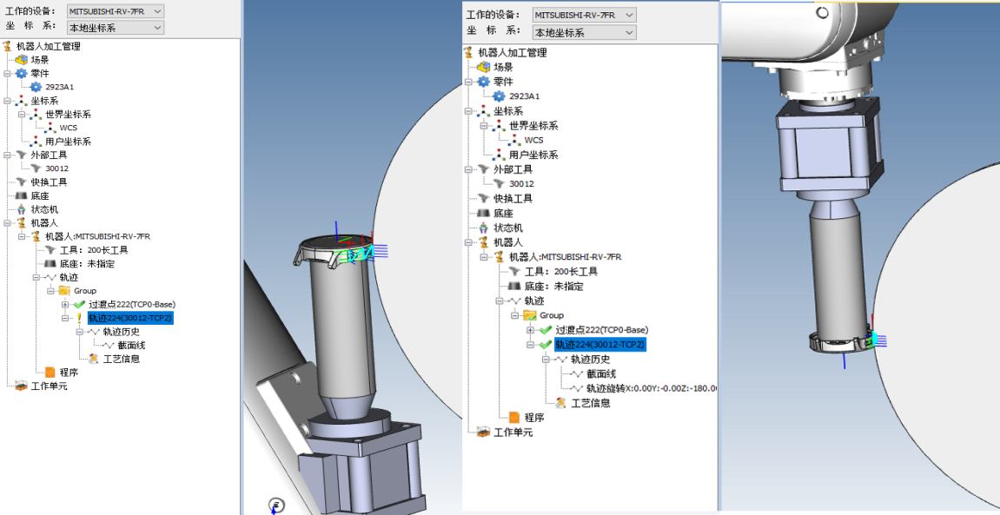 工作的设备： MITSUBISHI-RV-7FR
坐 标 系： 本地坐标系
机器人加工管理
场景
零件
2923A1
坐标系
世界坐标系
WCS
用户坐标系
外部工具
30012
快换工具
底座
状态机
机器人
机器人:MITSUBISHI-RV-7FR
工具：200长工具
底座：未指定
轨迹
Group
过渡点222(TCP0-Base)
轨迹224(30012-TCP2)
轨迹历史
截面线
工艺信息
程序
工作单元
工作的设备： MITSUBISHI-RV-7FR
坐 标 系： 本地坐标系
机器人加工管理
场景
零件
2923A1
坐标系
世界坐标系
WCS
用户坐标系
外部工具
30012
快换工具
底座
状态机
机器人
机器人:MITSUBISHI-RV-7FR
工具：200长工具
底座：未指定
轨迹
Group
过渡点222(TCP0-Base)
轨迹224(30012-TCP2)
轨迹历史
截面线
轨迹旋转X:0.00Y:-0.00Z:-180.00
工艺信息
程序
工作单元